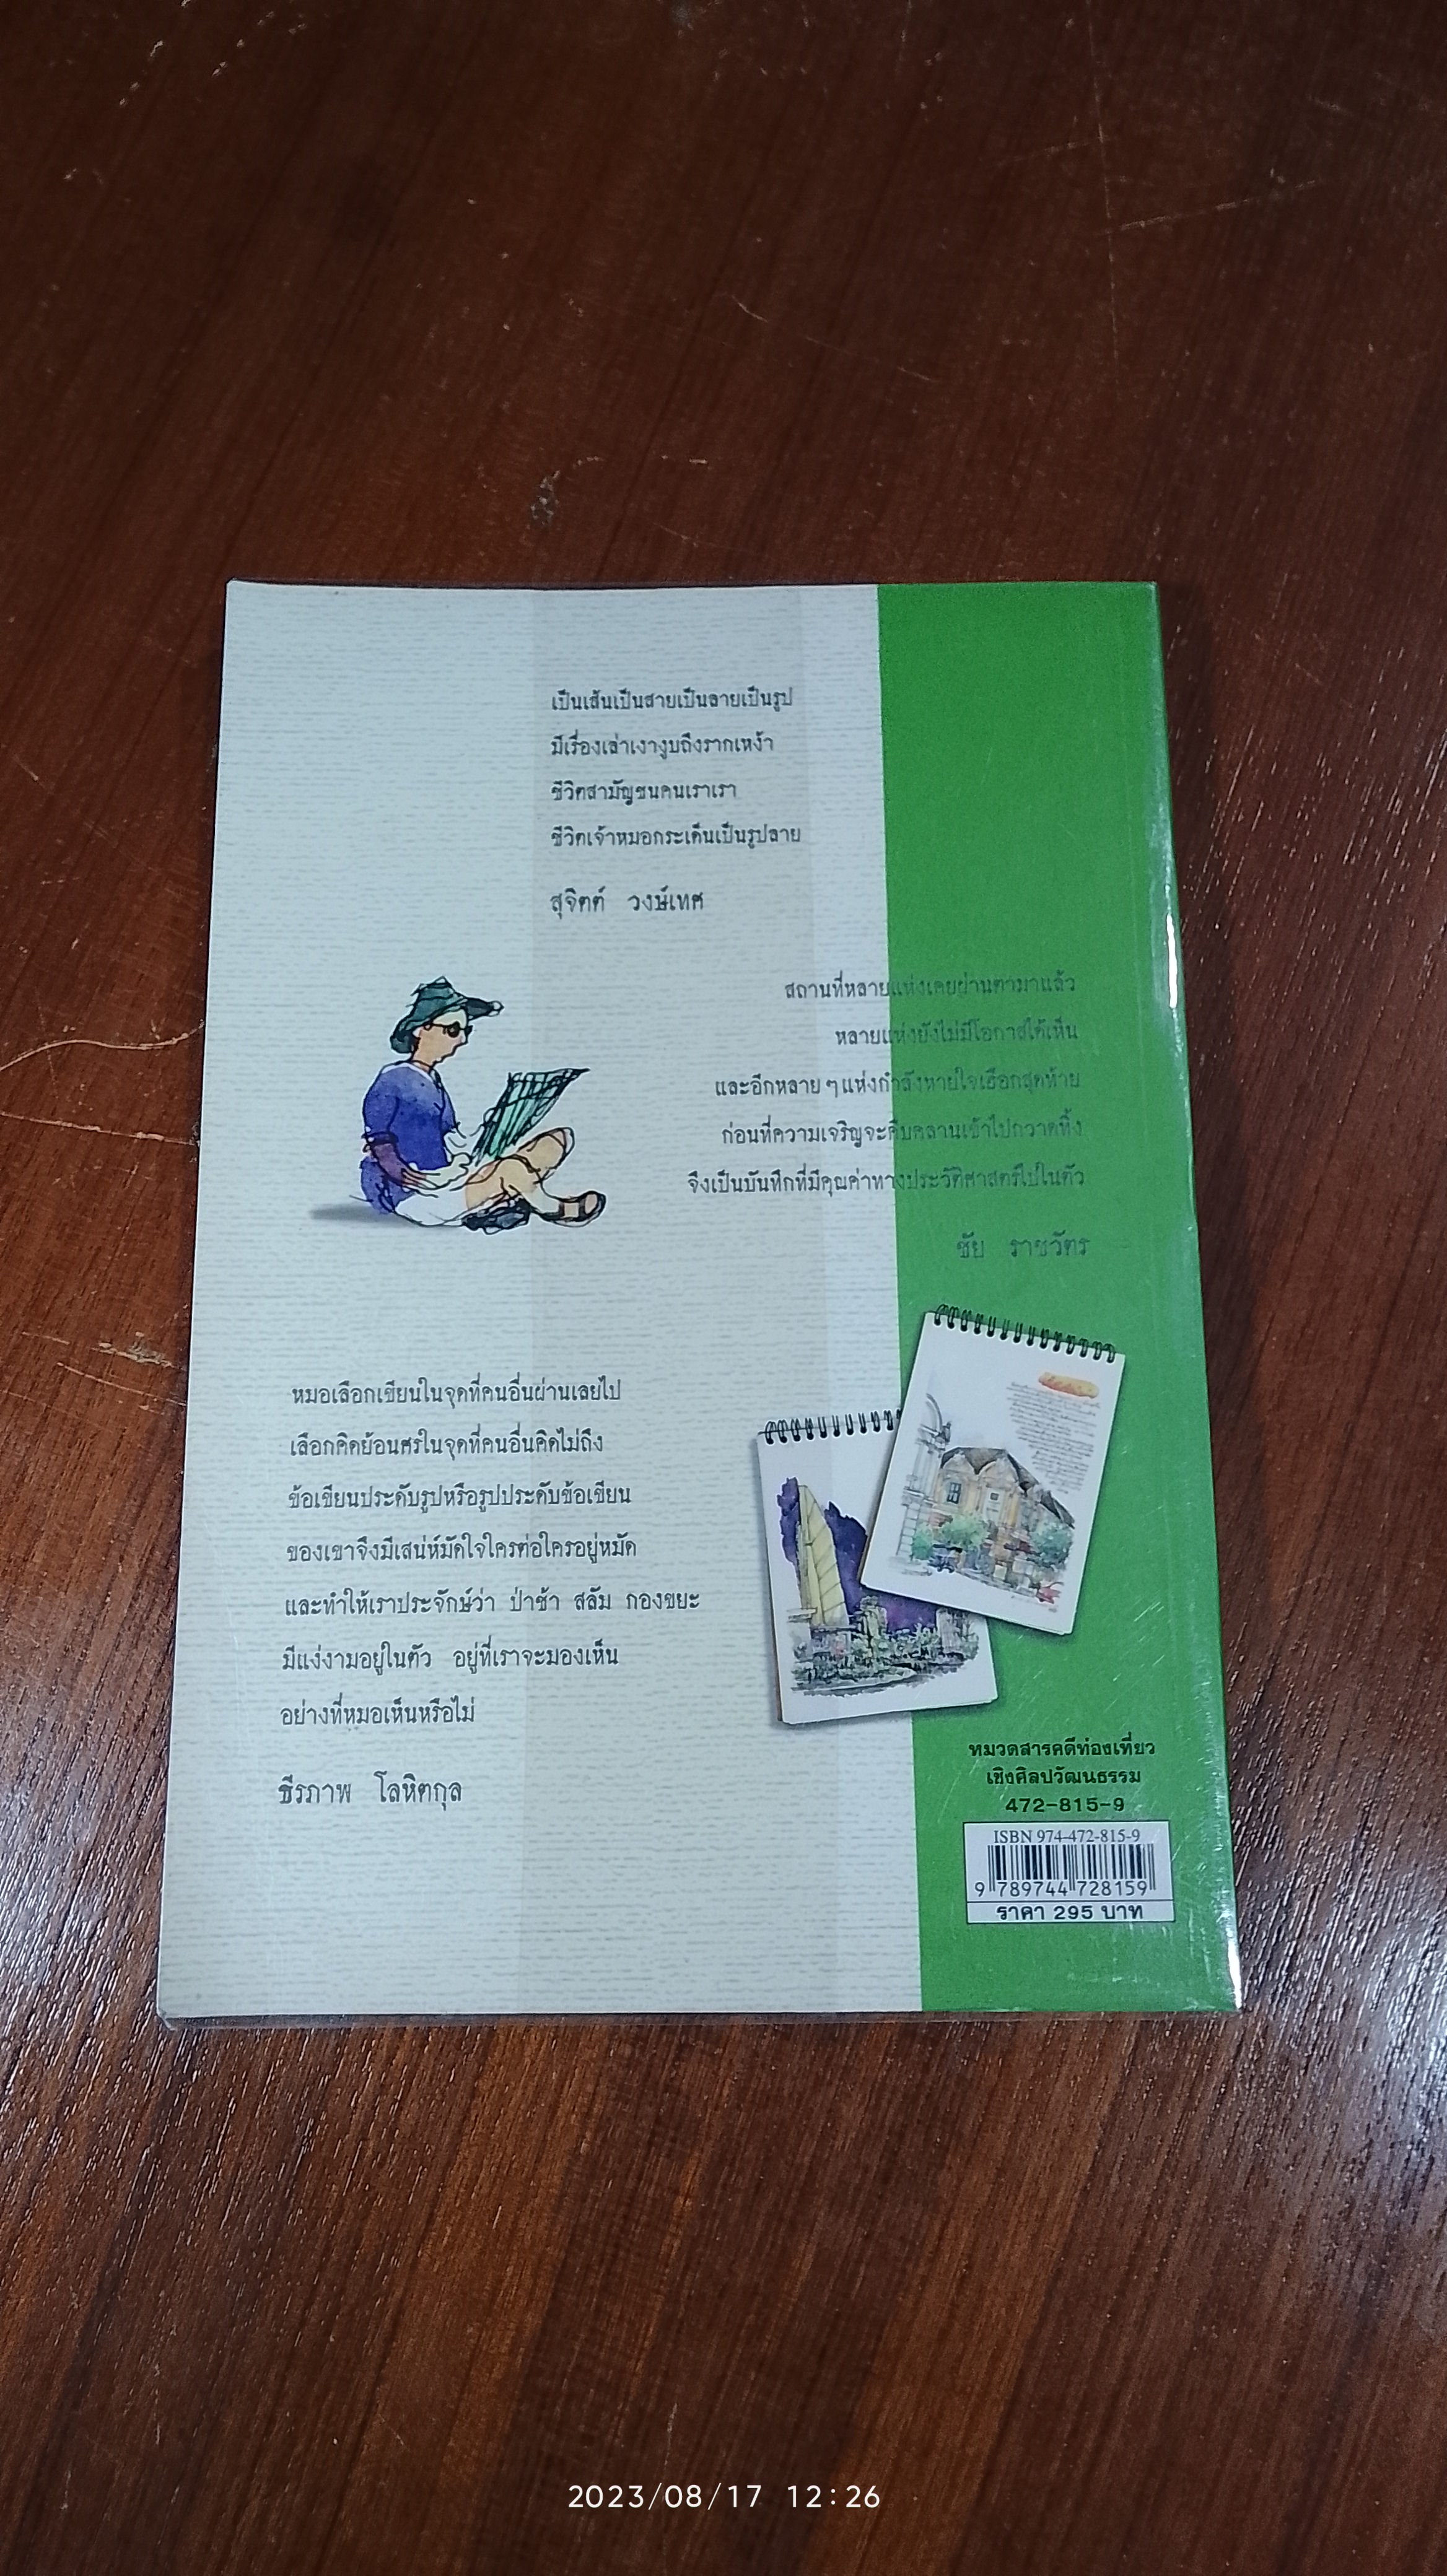 เป็นเส้นเป็นสายเป็นลายเป็นรูป
มีเรื่องเล่าเงางูบถึงรากเหง้า
ชีวิตสามัญชนคนเราเรา
ชีวิตเจ้าหมอกระเด็นเป็นรูปลาย
สุจิตต์ วงษ์เทศ
สถานที่หลายแห่งเคยผ่านตามาแล้ว
หลายแห่งยังไม่มีโอกาสได้เห็น
และอีกหลาย ๆ แห่งกำลังหายใจเฮือกสุดท้าย
ก่อนที่ความเจริญจะคืบคลานเข้าไปกวาดทิ้ง
จึงเป็นบันทึกที่มีคุณค่าทางประวัติศาสตร์ไปในตัว
ชัย ราชวัตร
หมอเลือกเขียนในจุดที่คนอื่นผ่านเลยไป
เลือกคิดย้อนศรในจุดที่คนอื่นคิดไม่ถึง
ข้อเขียนประดับรูปหรือรูปประดับข้อเขียน
ของเขาจึงมีเสน่ห์มัดใจใครต่อใครอยู่หมัด
และทำให้เราประจักษ์ว่า ป่าช้า สลัม กองขยะ
มีแง่งามอยู่ในตัว อยู่ที่เราจะมองเห็น
อย่างที่หมอเห็นหรือไม่
ธีรภาพ โลหิตกุล
หมวดสารคดีท่องเที่ยว
เชิงศิลปวัฒนธรรม
472-815-9
ISBN 974-472-815-9
9 789744 728159
ราคา 295 บาท
2023/08/17 12:26